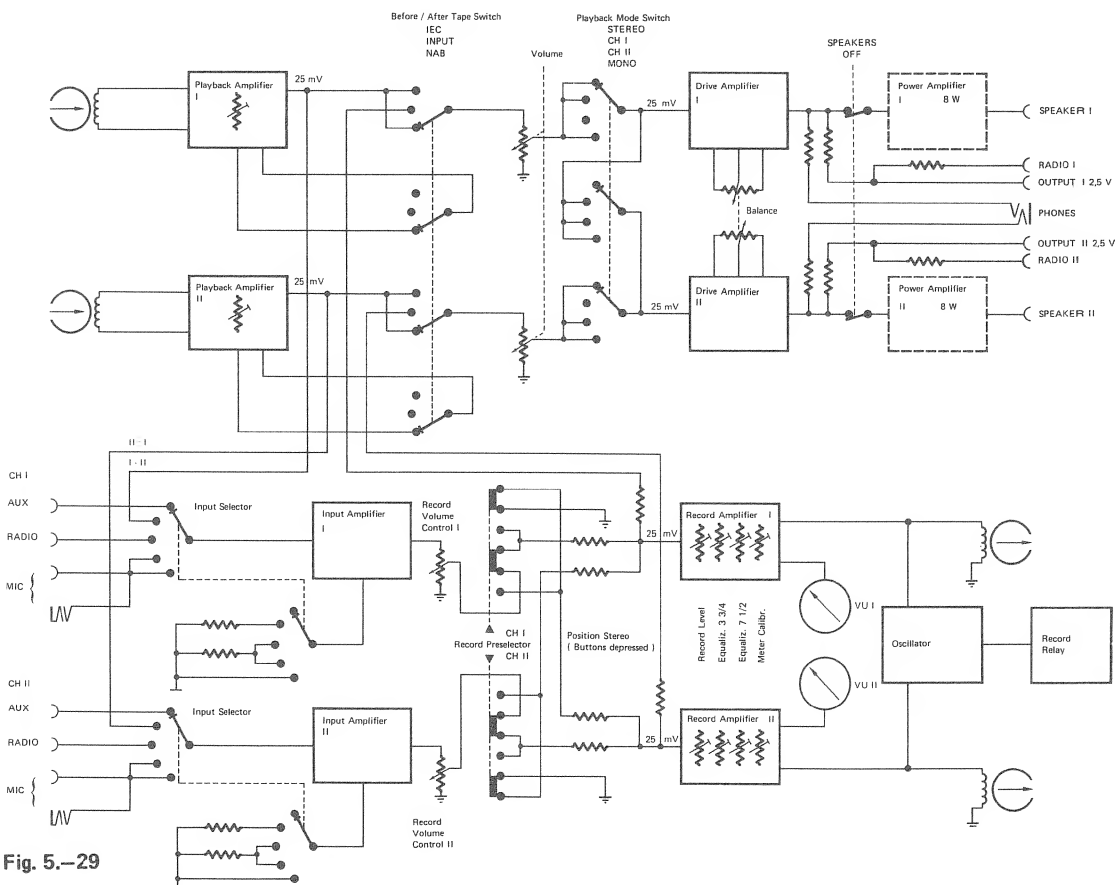 Before / After Tape Switch
IEC
INPUT
NAB
Playback Mode Switch
STEREO
CH I
CH II
MONO
SPEAKERS
OFF
Volume
Playback Amplifier
I
25 mV
25 mV
Drive Amplifier
I
Power Amplifier
I 8 W
SPEAKER I
RADIO I
OUTPUT I 2,5 V
PHONES
Balance
OUTPUT II 2,5 V
RADIO II
Playback Amplifier
II
25 mV
25 mV
Drive Amplifier
II
Power Amplifier
II 8 W
SPEAKER II
II - I
I - II
CH I
AUX
RADIO
MIC
Input Selector
Input Amplifier
I
Record
Volume
Control I
25 mV
Record Amplifier I
Record Level
Equaliz. 3 3/4
Equaliz. 7 1/2
Meter Calibr.
VU I
CH I
Record Preselector
CH II
Position Stereo
( Buttons depressed )
Oscillator
Record
Relay
VU II
CH II
AUX
RADIO
MIC
Input Selector
Input Amplifier
II
25 mV
Record Amplifier II
Record
Volume
Control II
Fig. 5.–29